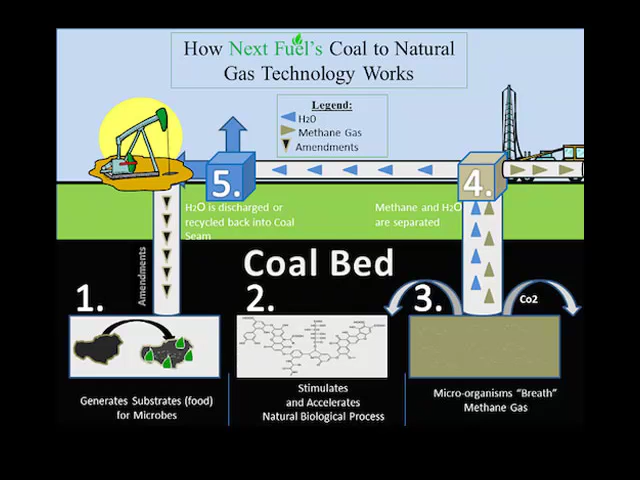 How Next Fuel's Coal to Natural
Gas Technology Works
Legend:
H2O
Methane Gas
Amendments
5.
4.
H2O is discharged or
recycled back into Coal
Seam
Methane and H2O
are separated
Amendments
Coal Bed
1.
2.
3.
Co2
Generates Substrates (food)
for Microbes
Stimulates
and Accelerates
Natural Biological Process
Micro-organisms "Breath"
Methane Gas